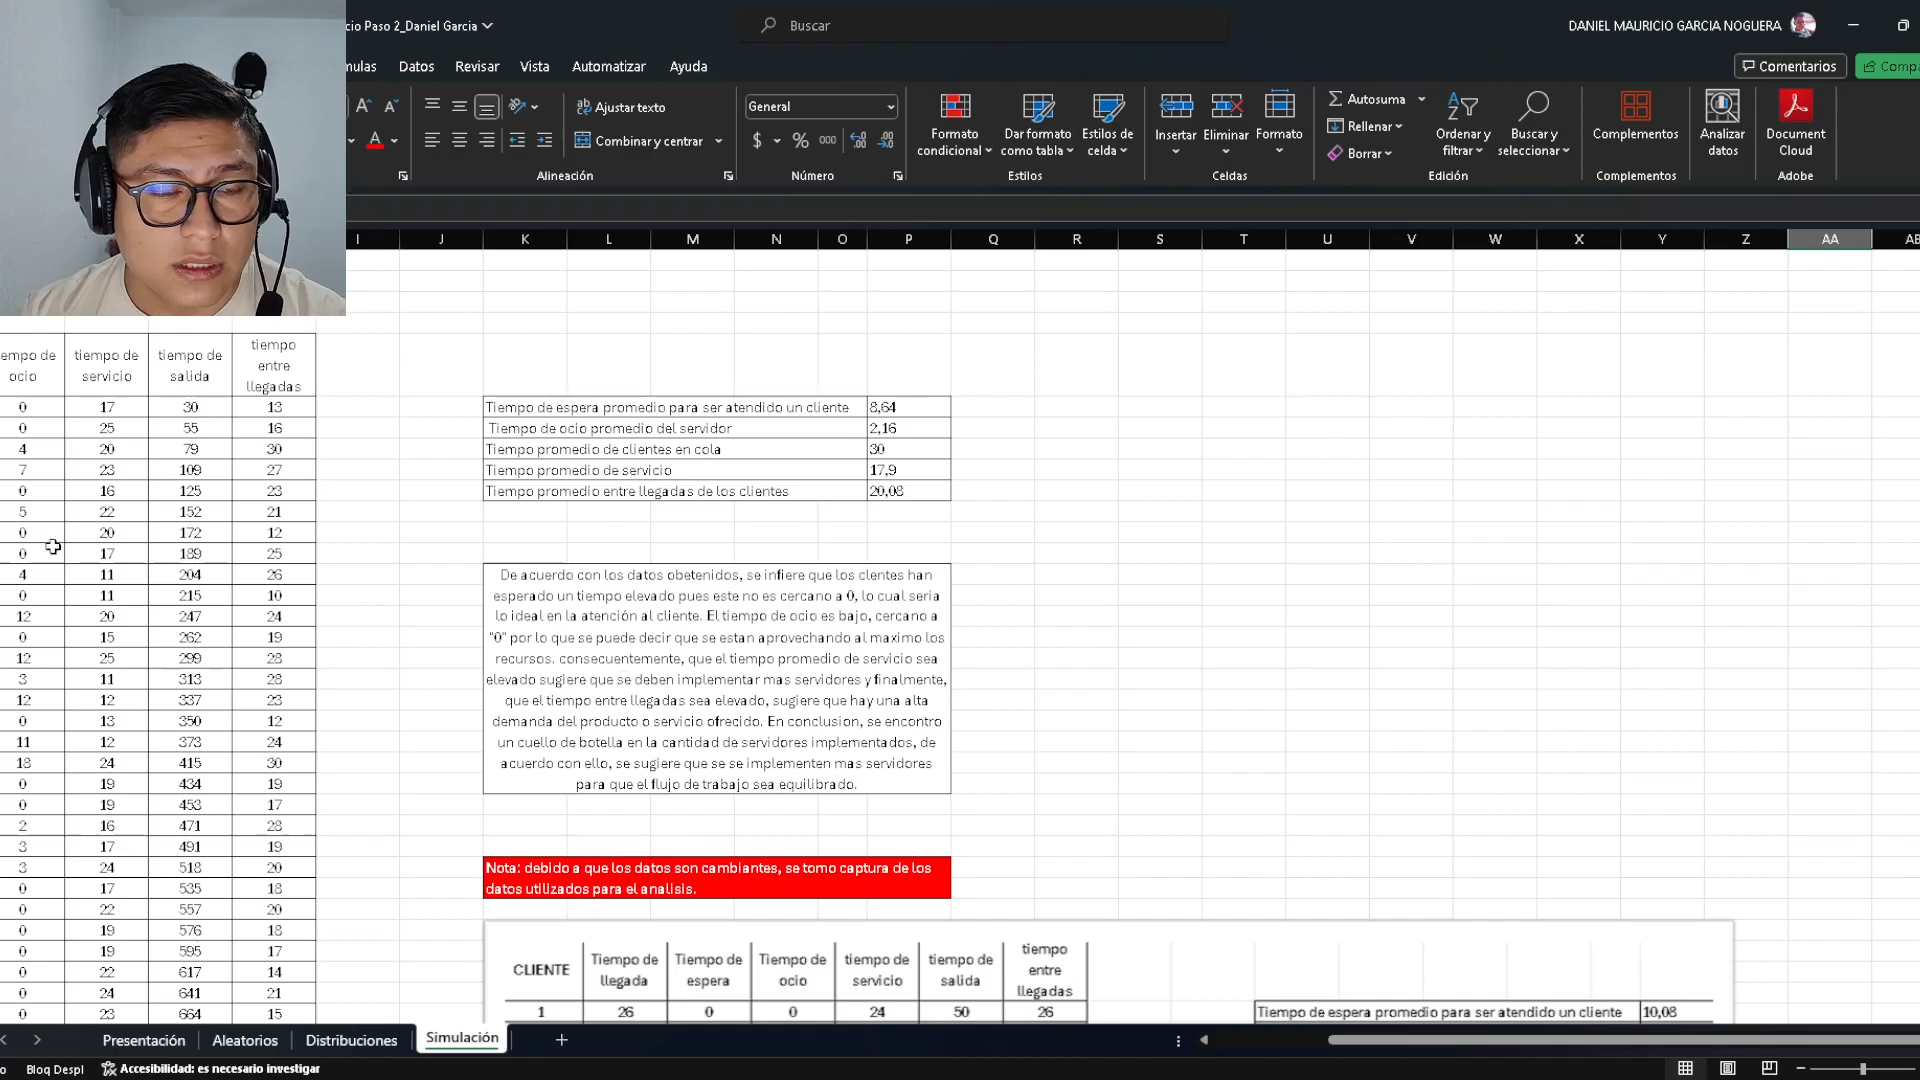 cio Paso 2_Daniel Garcia
Buscar
DANIEL MAURICIO GARCIA NOGUERA
mulas Datos Revisar Vista Automatizar Ayuda
Comentarios
Compa
Ajustar texto
Combinar y centrar
Alineación
General
$ % 000
Número
Formato condicional
Dar formato como tabla
Estilos de celda
Estilos
Insertar
Eliminar
Formato
Celdas
Autosuma
Rellenar
Borrar
Ordenar y filtrar
Buscar y seleccionar
Edición
Complementos
Complementos
Analizar datos
Document Cloud
Adobe
I J K L M N O P Q R S T U V W X Y Z AA AB
empo de ocio tiempo de servicio tiempo de salida tiempo entre llegadas
0 17 30 13
0 25 55 16
4 20 79 30
7 23 109 27
0 16 125 23
5 22 152 21
0 20 172 12
0 17 189 25
4 11 204 26
0 11 215 10
12 20 247 24
0 15 262 19
12 25 299 28
3 11 313 28
12 12 337 23
0 13 350 12
11 12 373 24
18 24 415 30
0 19 434 19
0 19 453 17
2 16 471 28
3 17 491 19
3 24 518 20
0 17 535 18
0 22 557 20
0 19 576 18
0 19 595 17
0 22 617 14
0 24 641 21
0 23 664 15
Tiempo de espera promedio para ser atendido un cliente 8,64
Tiempo de ocio promedio del servidor 2,16
Tiempo promedio de clientes en cola 30
Tiempo promedio de servicio 17,9
Tiempo promedio entre llegadas de los clientes 20,08
De acuerdo con los datos obetenidos, se infiere que los clentes han
esperado un tiempo elevado pues este no es cercano a 0, lo cual seria
lo ideal en la atención al cliente. El tiempo de ocio es bajo, cercano a
"0" por lo que se puede decir que se estan aprovechando al maximo los
recursos. consecuentemente, que el tiempo promedio de servicio sea
elevado sugiere que se deben implementar mas servidores y finalmente,
que el tiempo entre llegadas sea elevado, sugiere que hay una alta
demanda del producto o servicio ofrecido. En conclusion, se encontro
un cuello de botella en la cantidad de servidores implementados, de
acuerdo con ello, se sugiere que se se implementen mas servidores
para que el flujo de trabajo sea equilibrado.
Nota: debido a que los datos son cambiantes, se tomo captura de los
datos utilizados para el analisis.
CLIENTE Tiempo de llegada Tiempo de espera Tiempo de ocio tiempo de servicio tiempo de salida tiempo entre llegadas
1 26 0 0 24 50 26
Tiempo de espera promedio para ser atendido un cliente 10,08
Presentación Aleatorios Distribuciones Simulación
o Bloq Despl Accesibilidad: es necesario investigar